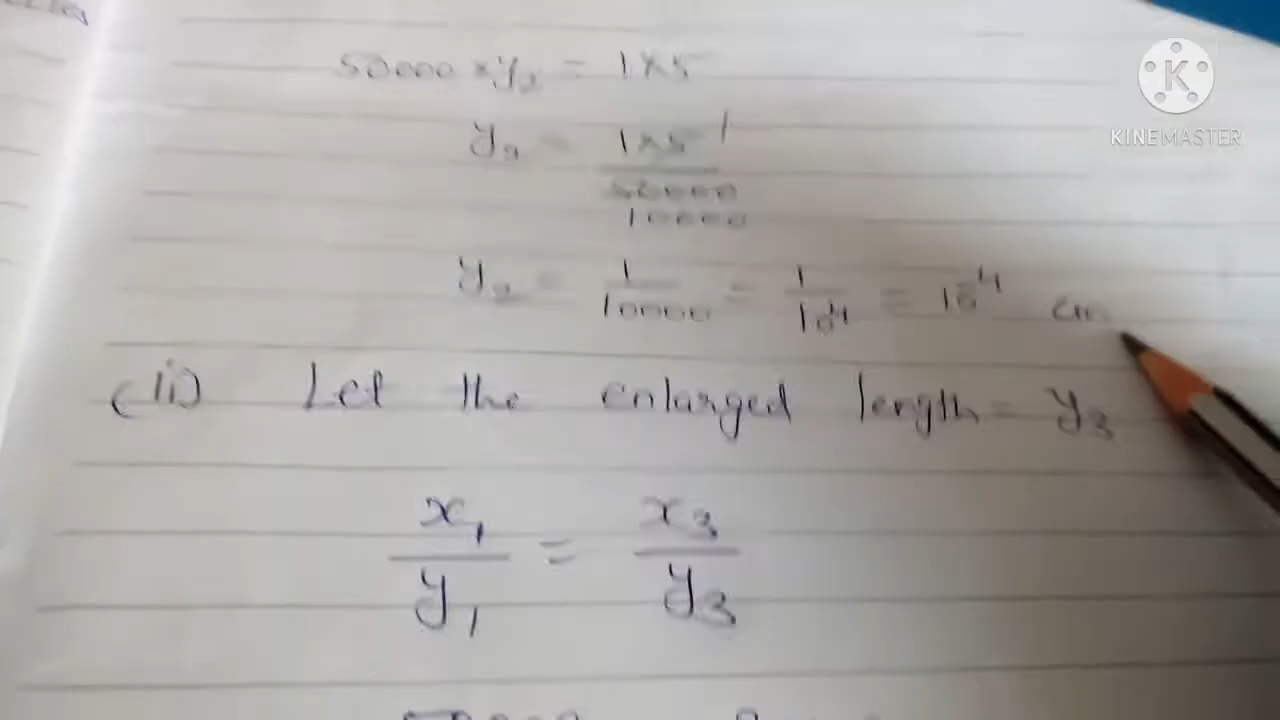 50000 × y₂ = 1×5
KINEMASTER
y₂ = 1×5 1
50000
10000
y₂ = 1/10000 = 1/10⁴ = 10⁻⁴ cm
(ii) Let the enlarged length = y₃
x₁/y₁ = x₃/y₃